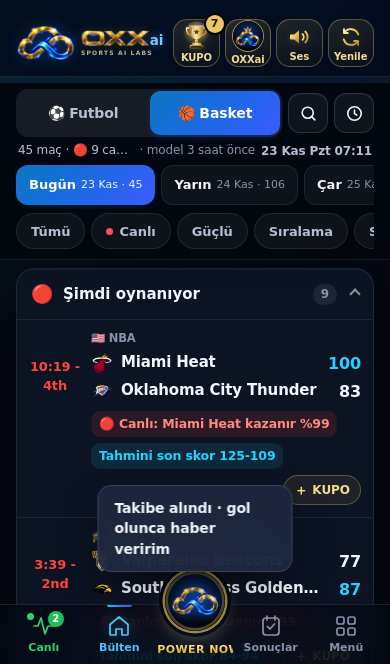 OXX ai
SPORTS AI LABS
KUPO
7
OXXai
Ses
Yenile
Futbol
Basket
45 maç · 9 ca... · model 3 saat önce 23 Kas Pzt 07:11
Bugün 23 Kas · 45
Yarın 24 Kas · 106
Çar 25 Ka
Tümü
Canlı
Güçlü
Sıralama
Şimdi oynanıyor
9
NBA
10:19 -
4th
Miami Heat 100
Oklahoma City Thunder 83
Canlı: Miami Heat kazanır %99
Tahmini son skor 125-109
+ KUPO
Takibe alındı · gol
olunca haber
veririm
3:39 -
2nd
77
Golden... 87
2
Canlı
Bülten
POWER NOW
Sonuçlar
Menü